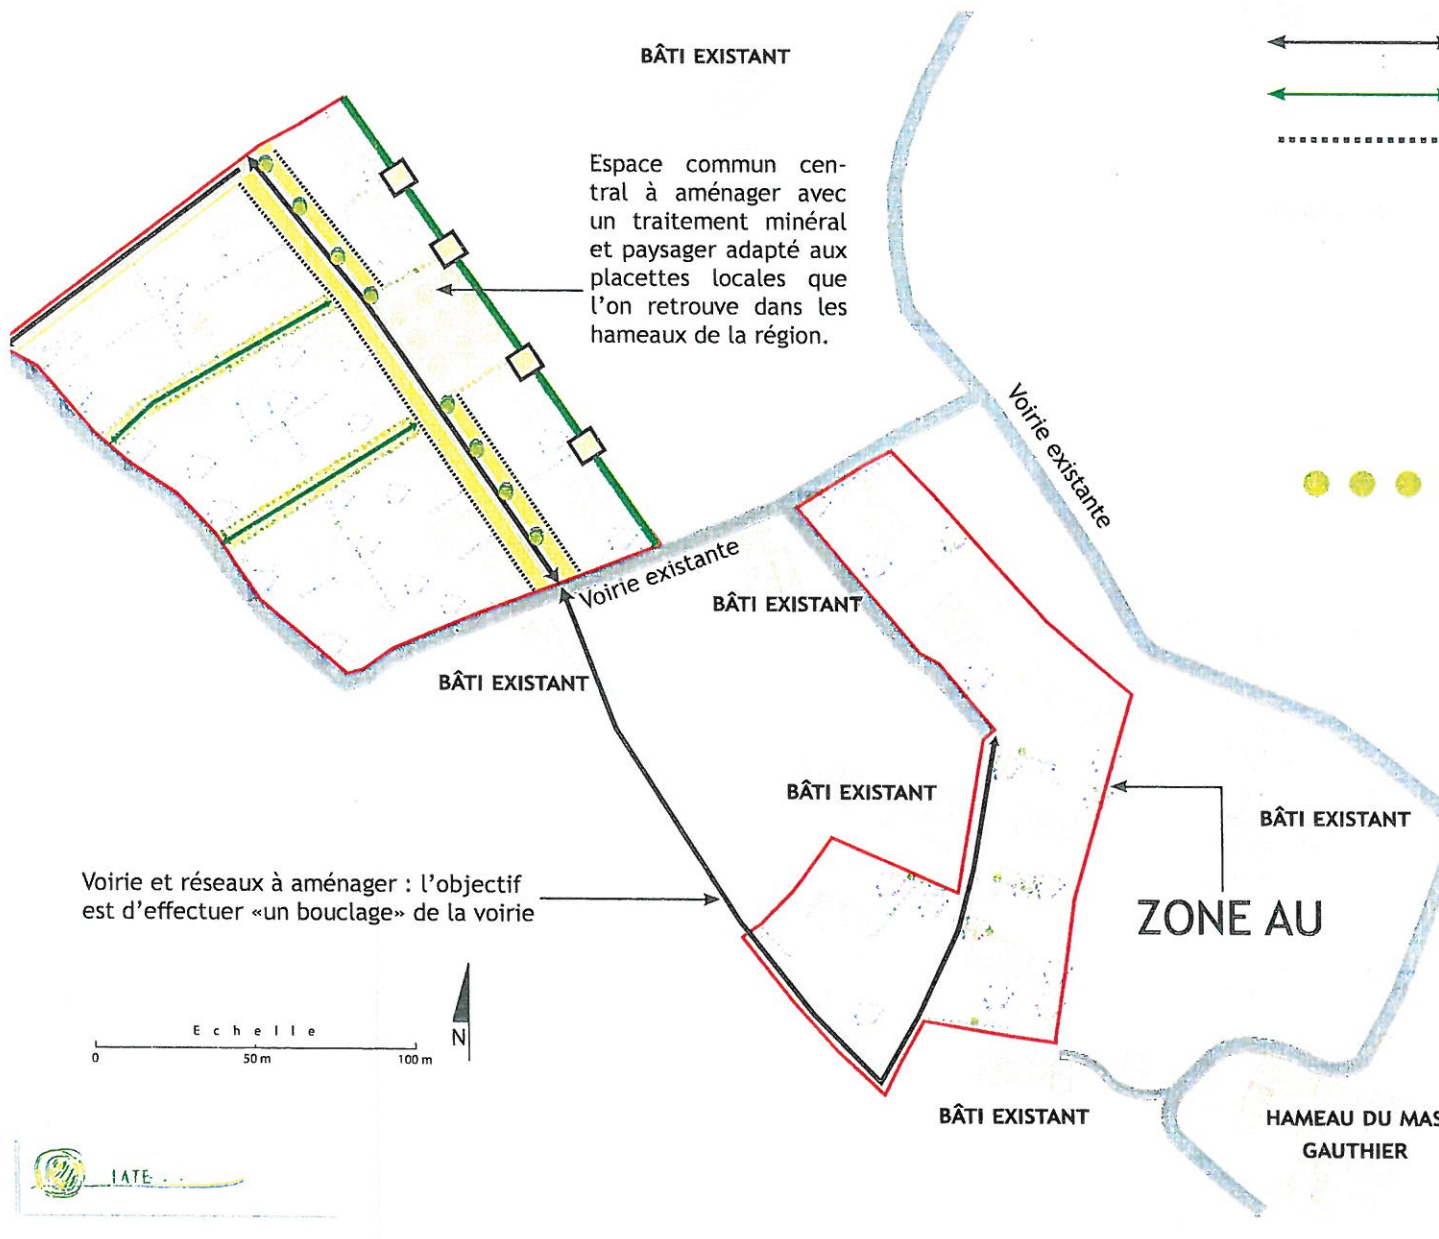 BÂTI EXISTANT
Espace commun cen-
tral à aménager avec
un traitement minéral
et paysager adapté aux
placettes locales que
l'on retrouve dans les
hameaux de la région.
Voirie existante
Voirie existante
BÂTI EXISTANT
BÂTI EXISTANT
BÂTI EXISTANT
BÂTI EXISTANT
Voirie et réseaux à aménager : l'objectif
est d'effectuer «un bouclage» de la voirie
ZONE AU
N
Echelle
0 50 m 100 m
BÂTI EXISTANT
HAMEAU DU MAS
GAUTHIER
IATE